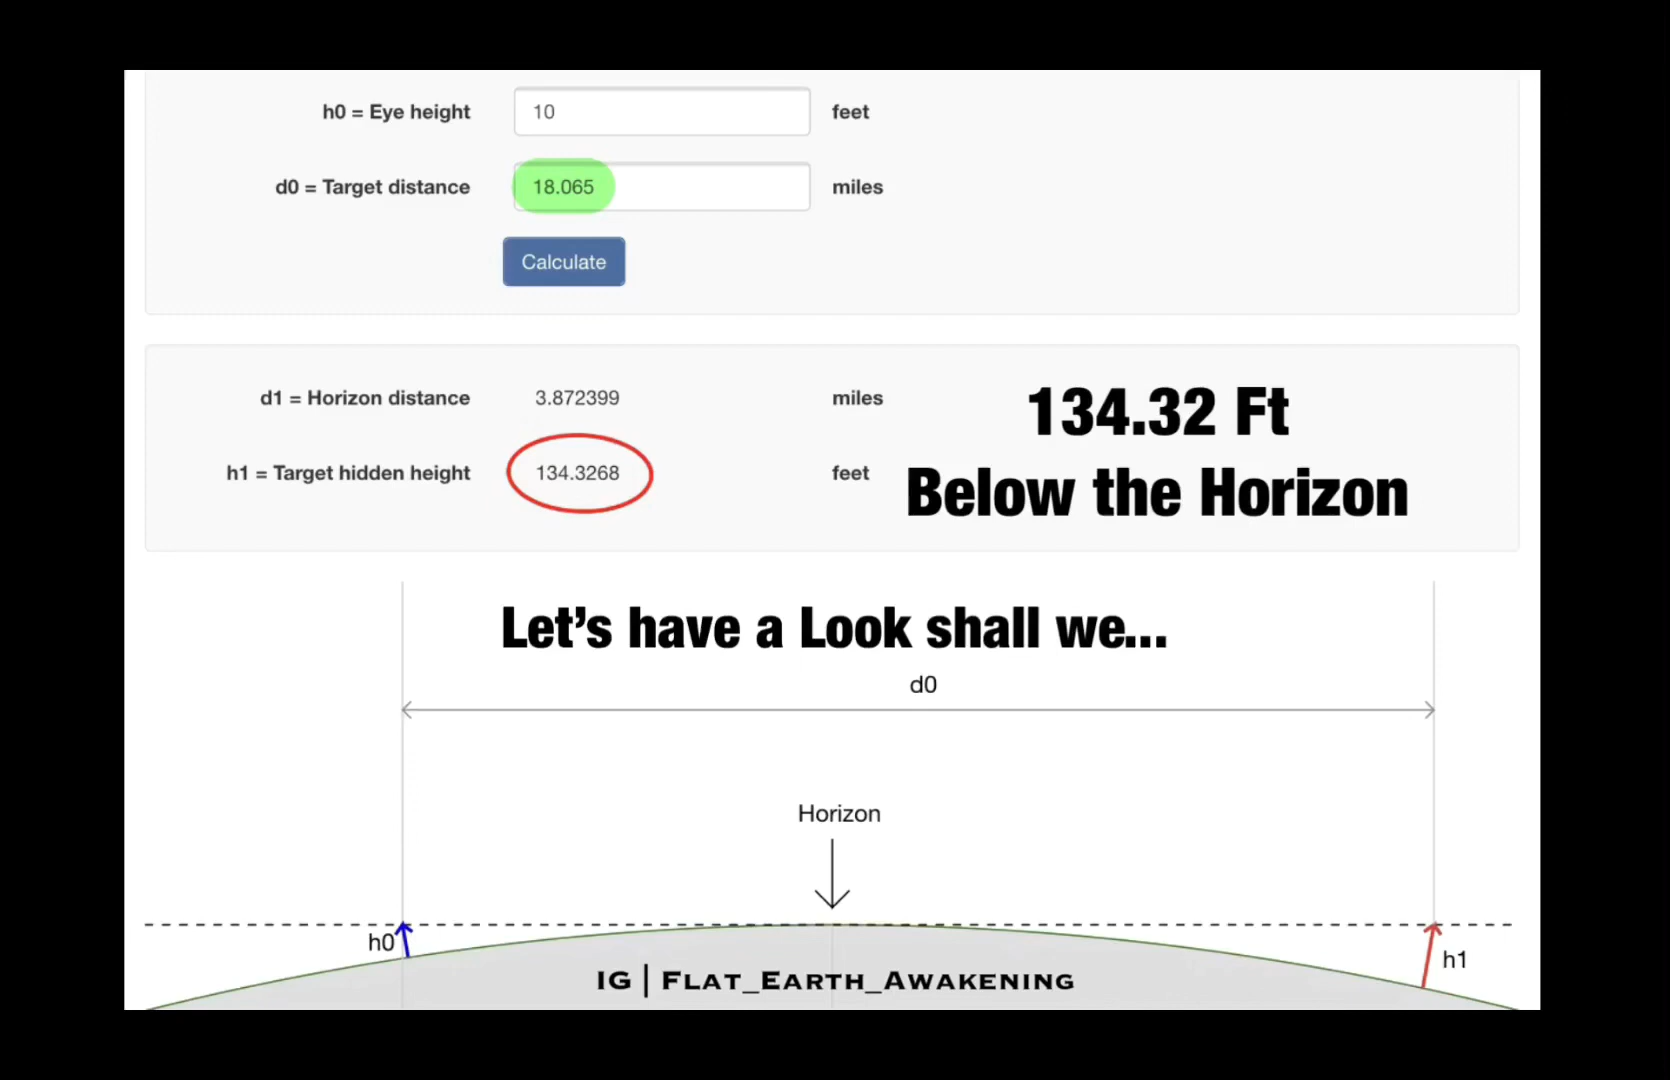 h0 = Eye height 10 feet
d0 = Target distance 18.065 miles
Calculate
d1 = Horizon distance 3.872399 miles
h1 = Target hidden height 134.3268 feet
134.32 Ft
Below the Horizon
Let's have a Look shall we...
d0
Horizon
h0
h1
IG | Flat_Earth_Awakening